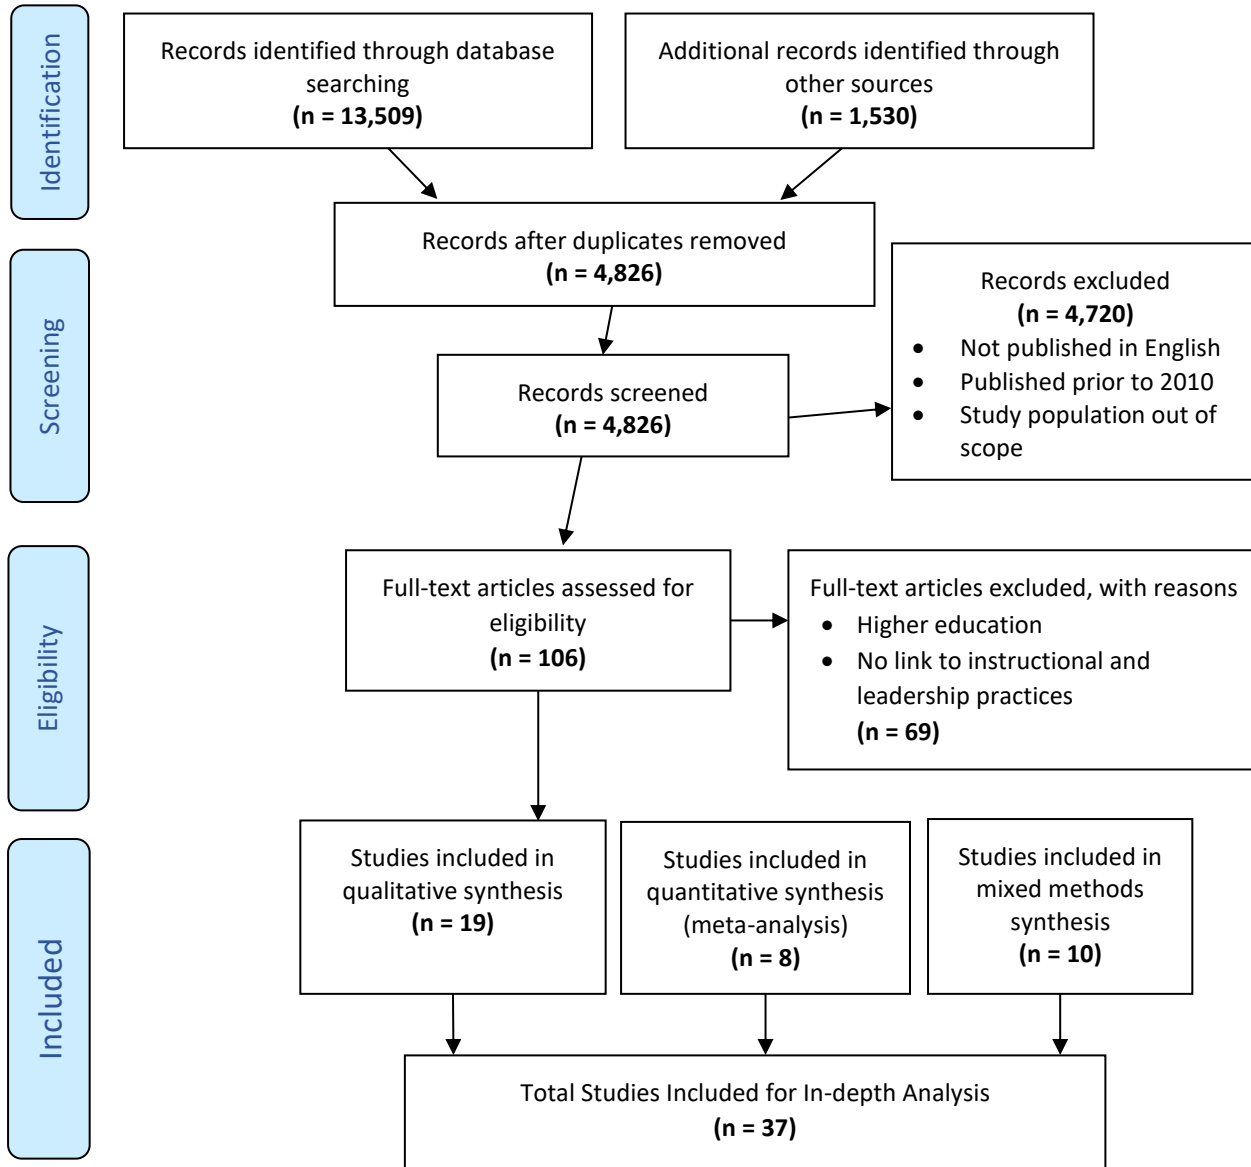 Identification
Records identified through database
searching
(n = 13,509)
Additional records identified through
other sources
(n = 1,530)
Records after duplicates removed
(n = 4,826)
Screening
Records screened
(n = 4,826)
Records excluded
(n = 4,720)
• Not published in English
• Published prior to 2010
• Study population out of
scope
Eligibility
Full-text articles assessed for
eligibility
(n = 106)
Full-text articles excluded, with reasons
• Higher education
• No link to instructional and
leadership practices
(n = 69)
Included
Studies included in
qualitative synthesis
(n = 19)
Studies included in
quantitative synthesis
(meta-analysis)
(n = 8)
Studies included in
mixed methods
synthesis
(n = 10)
Total Studies Included for In-depth Analysis
(n = 37)